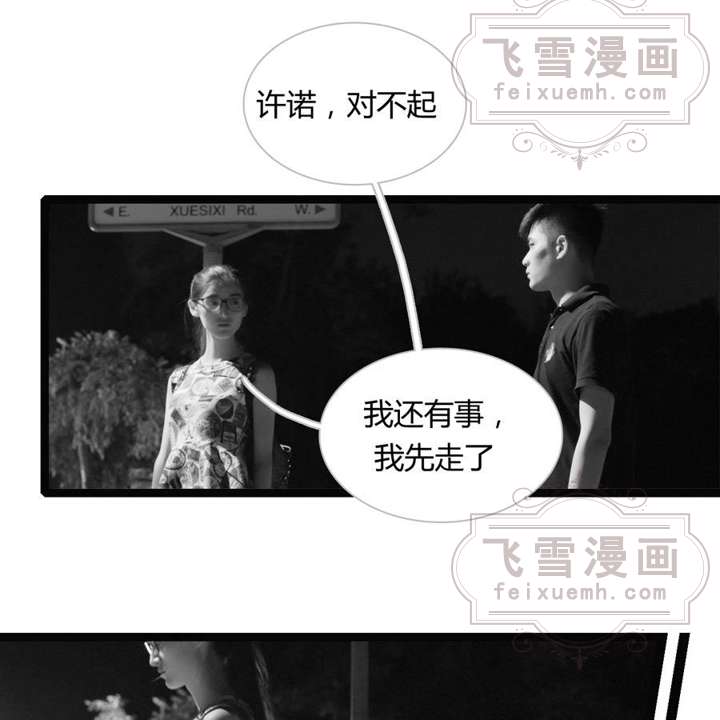 飞雪漫画
feixuemh.com
许诺，对不起
◀ E. XUESIXI Rd. W. ▶
我还有事，
我先走了
飞雪漫画
feixuemh.com